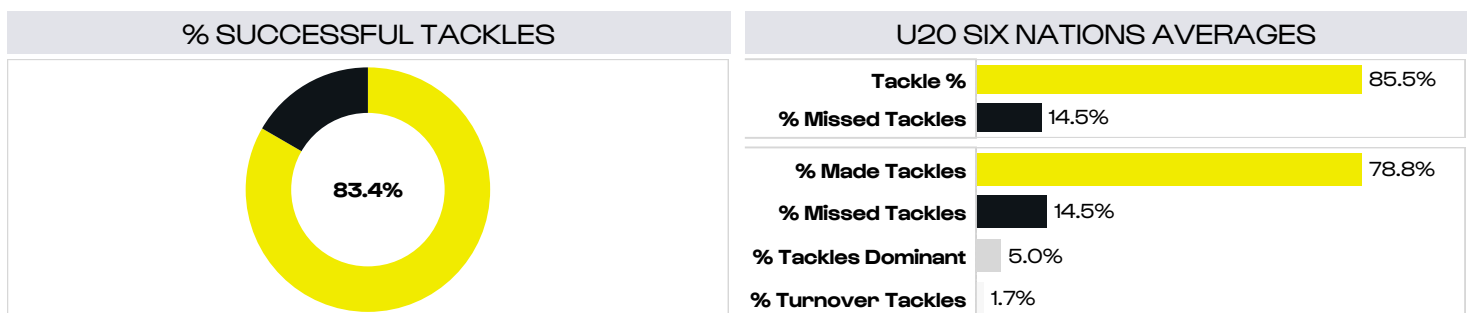 % SUCCESSFUL TACKLES
83.4%
U20 SIX NATIONS AVERAGES
Tackle % 85.5%
% Missed Tackles 14.5%
% Made Tackles 78.8%
% Missed Tackles 14.5%
% Tackles Dominant 5.0%
% Turnover Tackles 1.7%